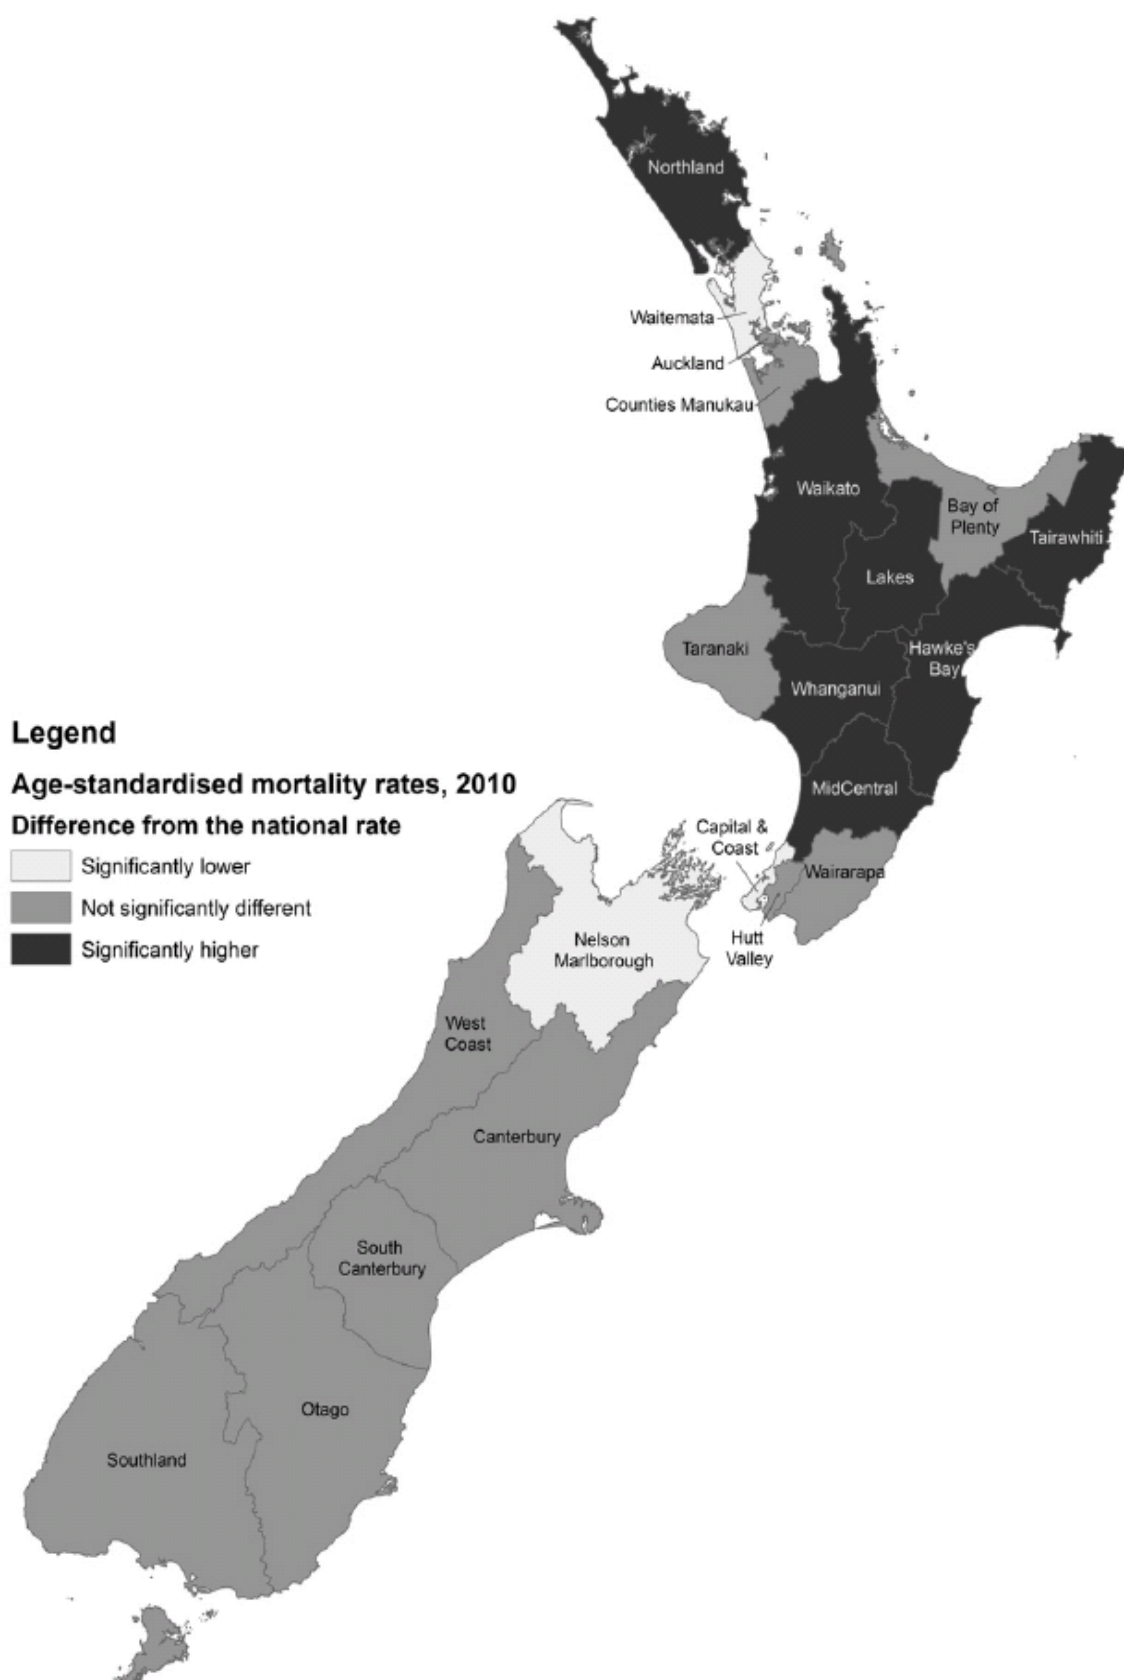 Northland
Waitemata
Auckland
Counties Manukau
Waikato
Bay of
Plenty
Tairawhiti
Lakes
Taranaki
Hawke's
Bay
Whanganui
Legend
Age-standardised mortality rates, 2010
Difference from the national rate
Significantly lower
Not significantly different
Significantly higher
MidCentral
Capital &
Coast
Wairarapa
Hutt
Valley
Nelson
Marlborough
West
Coast
Canterbury
South
Canterbury
Otago
Southland